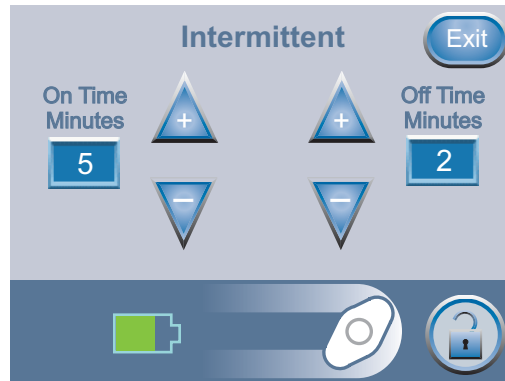 Intermittent
Exit
On Time
Minutes
5
+
−
+
−
Off Time
Minutes
2